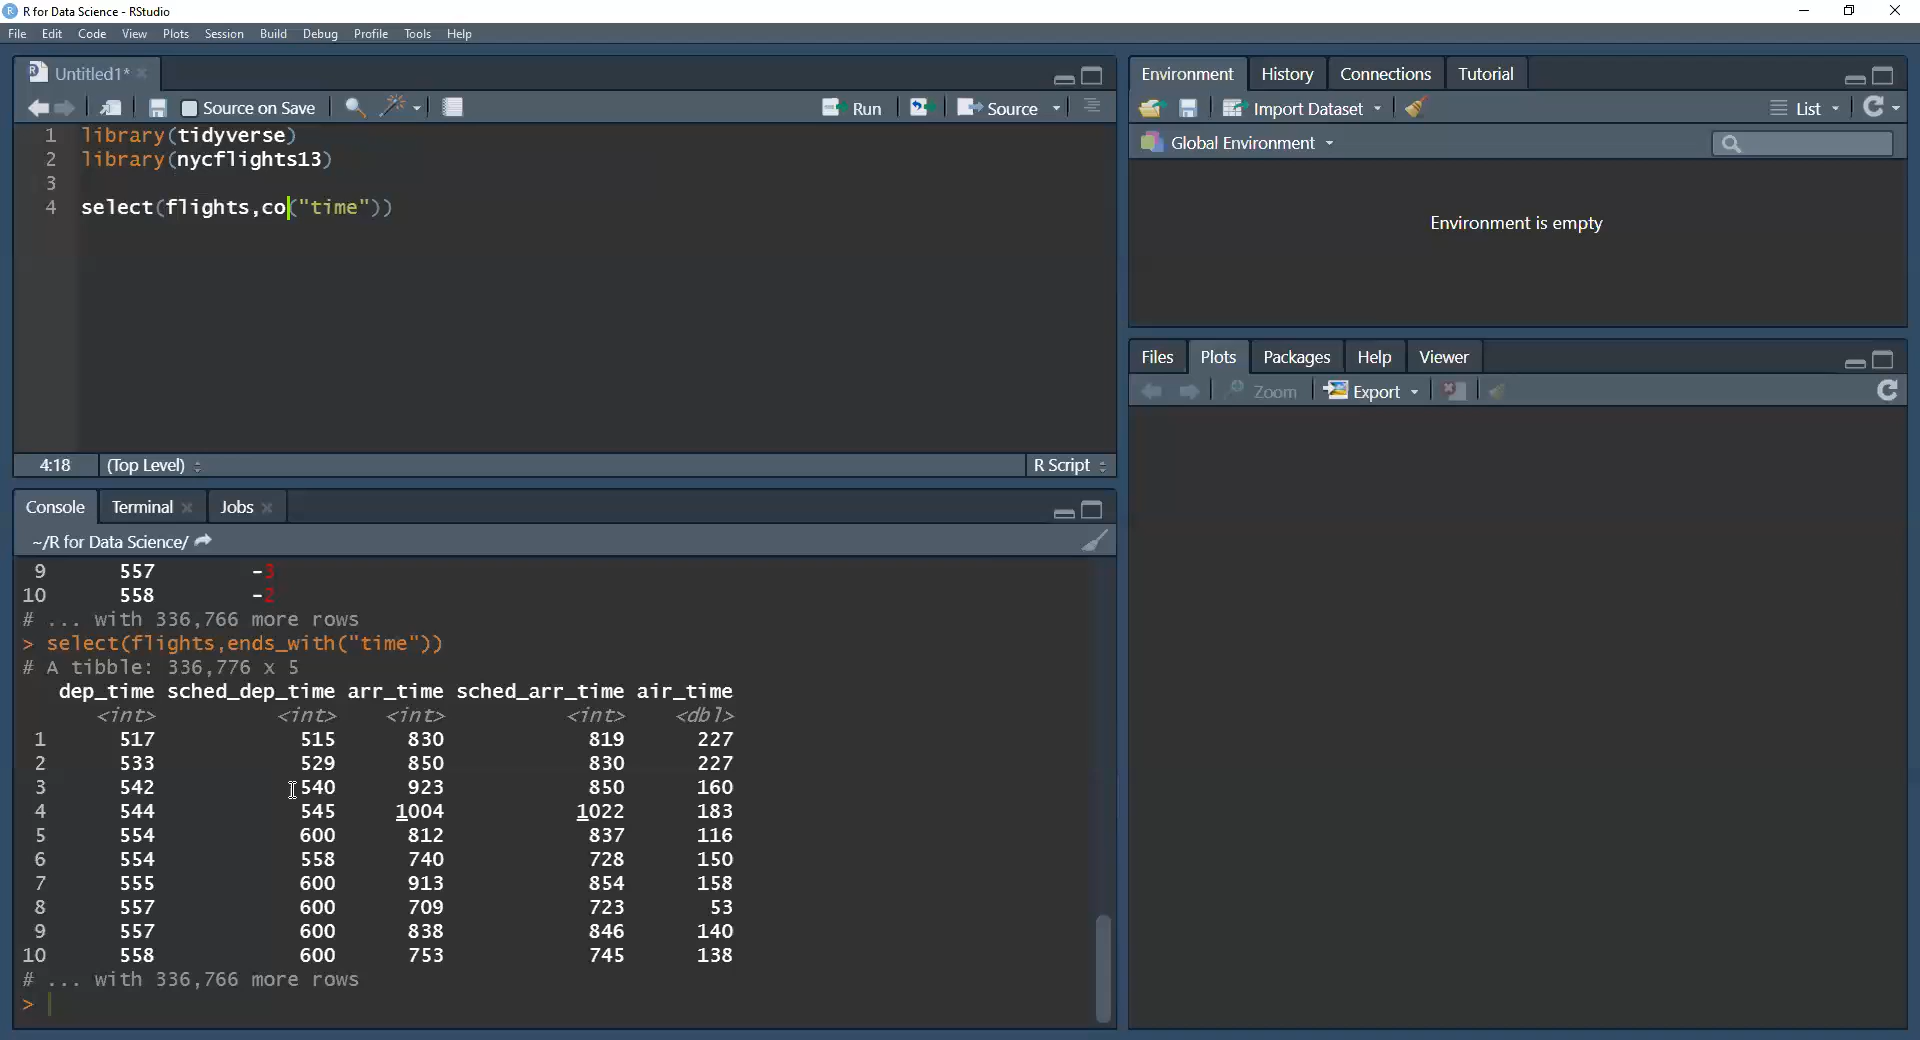 R for Data Science - RStudio
File Edit Code View Plots Session Build Debug Profile Tools Help
Untitled1*
Source on Save
Run
Source
1 library(tidyverse)
2 library(nycflights13)
3
4 select(flights,co("time"))
4:18 (Top Level) R Script
Console Terminal Jobs
~/R for Data Science/
9 557 -3
10 558 -2
# ... with 336,766 more rows
> select(flights,ends_with("time"))
# A tibble: 336,776 x 5
dep_time sched_dep_time arr_time sched_arr_time air_time
<int> <int> <int> <int> <dbl>
1 517 515 830 819 227
2 533 529 850 830 227
3 542 540 923 850 160
4 544 545 1004 1022 183
5 554 600 812 837 116
6 554 558 740 728 150
7 555 600 913 854 158
8 557 600 709 723 53
9 557 600 838 846 140
10 558 600 753 745 138
# ... with 336,766 more rows
>
Environment History Connections Tutorial
Import Dataset List
Global Environment
Environment is empty
Files Plots Packages Help Viewer
Zoom Export